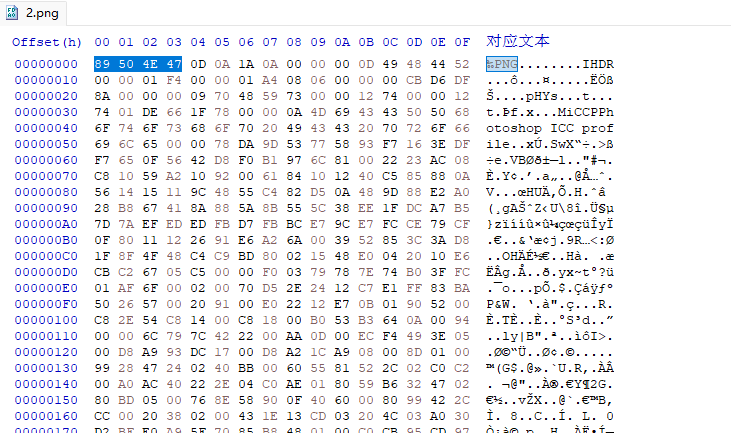 2.png
Offset(h) 00 01 02 03 04 05 06 07 08 09 0A 0B 0C 0D 0E 0F 对应文本
00000000 89 50 4E 47 0D 0A 1A 0A 00 00 00 0D 49 48 44 52 ‰PNG........IHDR
00000010 00 00 01 F4 00 00 01 A4 08 06 00 00 00 CB D6 DF ...ô...¤.....ËÖß
00000020 8A 00 00 00 09 70 48 59 73 00 00 12 74 00 00 12 Š....pHYs...t...
00000030 74 01 DE 66 1F 78 00 00 0A 4D 69 43 43 50 50 68 t.Þf.x...MiCCPPh
00000040 6F 74 6F 73 68 6F 70 20 49 43 43 20 70 72 6F 66 otoshop ICC prof
00000050 69 6C 65 00 00 78 DA 9D 53 77 58 93 F7 16 3E DF ile..xÚ.SwX“÷.>ß
00000060 F7 65 0F 56 42 D8 F0 B1 97 6C 81 00 22 23 AC 08 ÷e.VBØð±—l.."#¬.
00000070 C8 10 59 A2 10 92 00 61 84 10 12 40 C5 85 88 0A È.Y¢.’.a„..@Å…ˆ.
00000080 56 14 15 11 9C 48 55 C4 82 D5 0A 48 9D 88 E2 A0 V...œHUÄ‚Õ.H.ˆâ
00000090 28 B8 67 41 8A 88 5A 8B 55 5C 38 EE 1F DC A7 B5 (¸gAŠˆZ‹U\8î.Ü§µ
000000A0 7D 7A EF ED ED FB D7 FB BC E7 9C E7 FC CE 79 CF }zïííû×û¼çœçüÎyÏ
000000B0 0F 80 11 12 26 91 E6 A2 6A 00 39 52 85 3C 3A D8 .€..&‘æ¢j.9R…<:Ø
000000C0 1F 8F 4F 48 C4 C9 BD 80 02 15 48 E0 04 20 10 E6 ..OHÄÉ½€..Hà. .æ
000000D0 CB C2 67 05 C5 00 00 F0 03 79 78 7E 74 B0 3F FC ËÂg.Å..ð.yx~t°?ü
000000E0 01 AF 6F 00 02 00 70 D5 2E 24 12 C7 E1 FF 83 BA .¯o...pÕ.$.Çáÿƒº
000000F0 50 26 57 00 20 91 00 E0 22 12 E7 0B 01 90 52 00 P&W. ‘.à".ç...R.
00000100 C8 2E 54 C8 14 00 C8 18 00 B0 53 B3 64 0A 00 94 È.TÈ..È..°S³d..”
00000110 00 00 6C 79 7C 42 22 00 AA 0D 00 EC F4 49 3E 05 ..ly|B".ª..ìôI>.
00000120 00 D8 A9 93 DC 17 00 D8 A2 1C A9 08 00 8D 01 00 .Ø©“Ü..Ø¢.©.....
00000130 99 28 47 24 02 40 BB 00 60 55 81 52 2C 02 C0 C2 ™(G$.@».`U.R,.ÀÂ
00000140 00 A0 AC 40 22 2E 04 C0 AE 01 80 59 B6 32 47 02 . ¬@"..À®.€Y¶2G.
00000150 80 BD 05 00 76 8E 58 90 0F 40 60 00 80 99 42 2C €½..vŽX..@`.€™B,
00000160 CC 00 20 38 02 00 43 1E 13 CD 03 20 4C 03 A0 30 Ì. 8..C..Í. L. 0